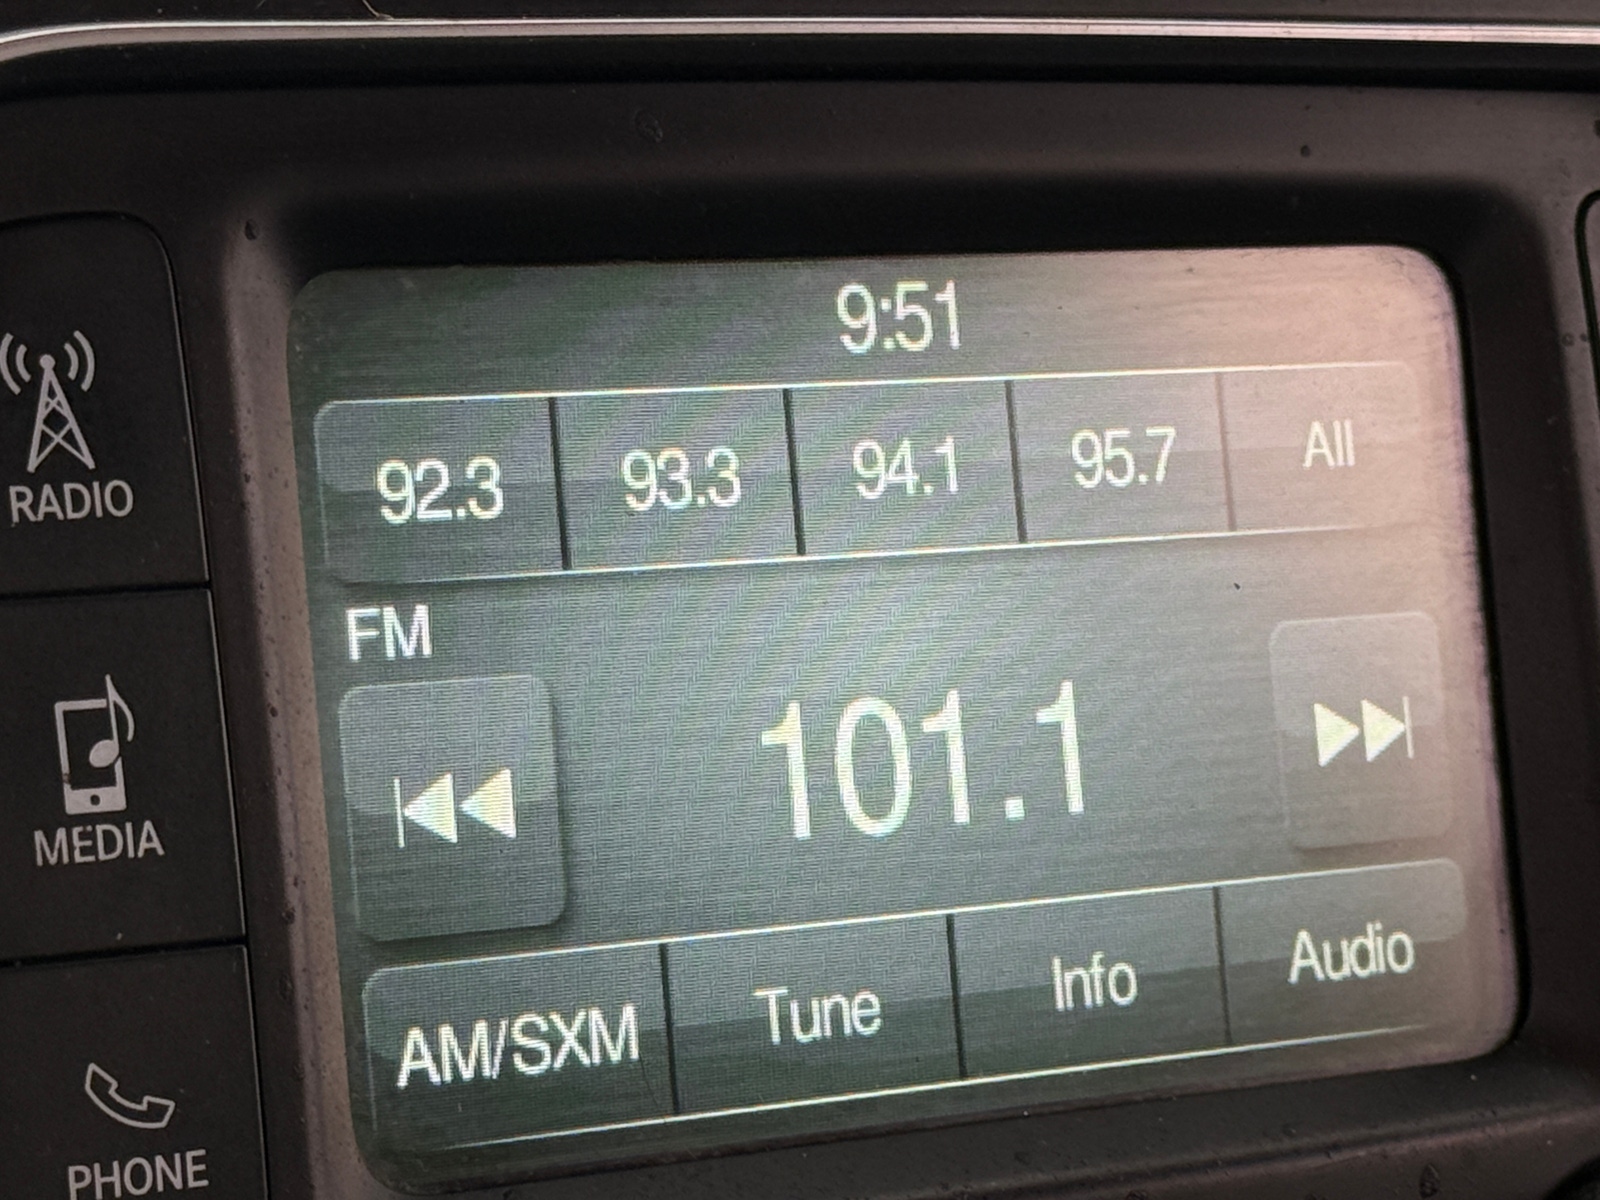 9:51
92.3 93.3 94.1 95.7 All
RADIO
FM
101.1
MEDIA
AM/SXM Tune Info Audio
PHONE